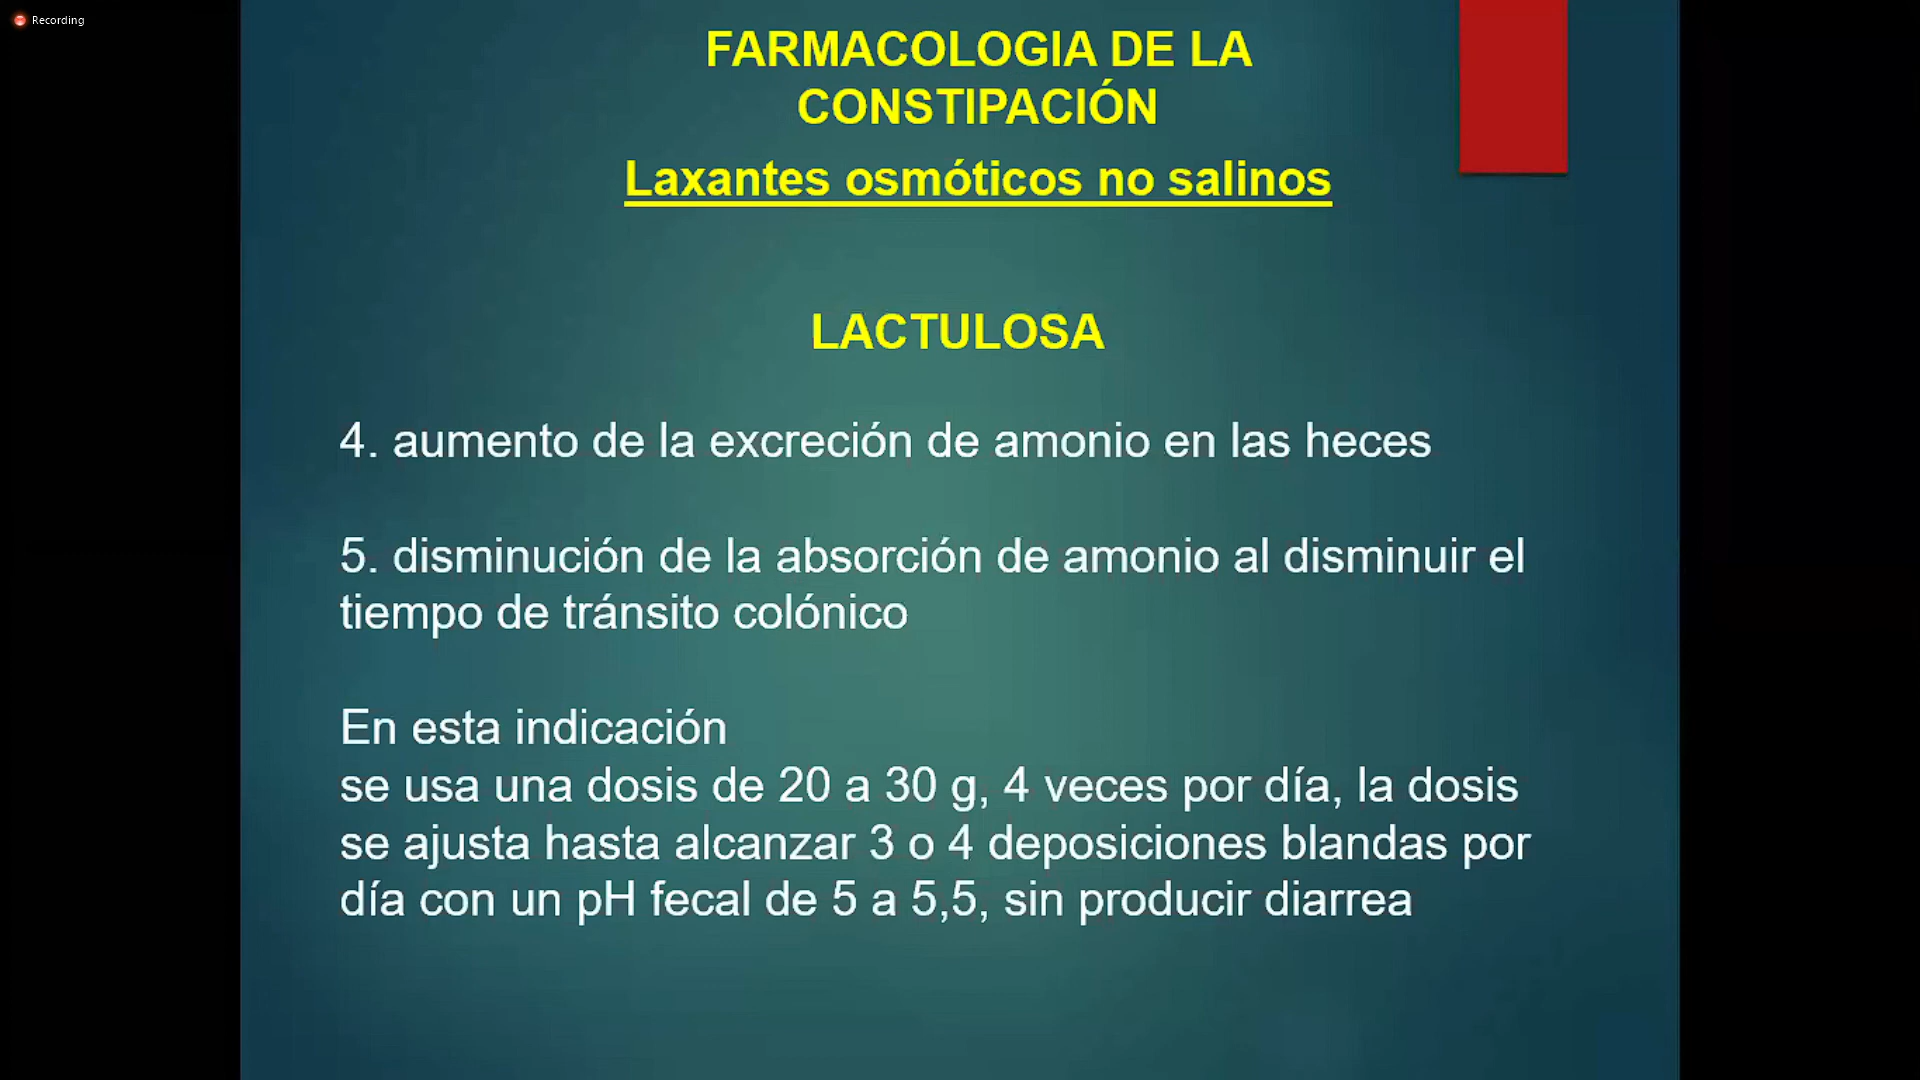 Recording
FARMACOLOGIA DE LA
CONSTIPACIÓN
Laxantes osmóticos no salinos
LACTULOSA
4. aumento de la excreción de amonio en las heces
5. disminución de la absorción de amonio al disminuir el
tiempo de tránsito colónico
En esta indicación
se usa una dosis de 20 a 30 g, 4 veces por día, la dosis
se ajusta hasta alcanzar 3 o 4 deposiciones blandas por
día con un pH fecal de 5 a 5,5, sin producir diarrea